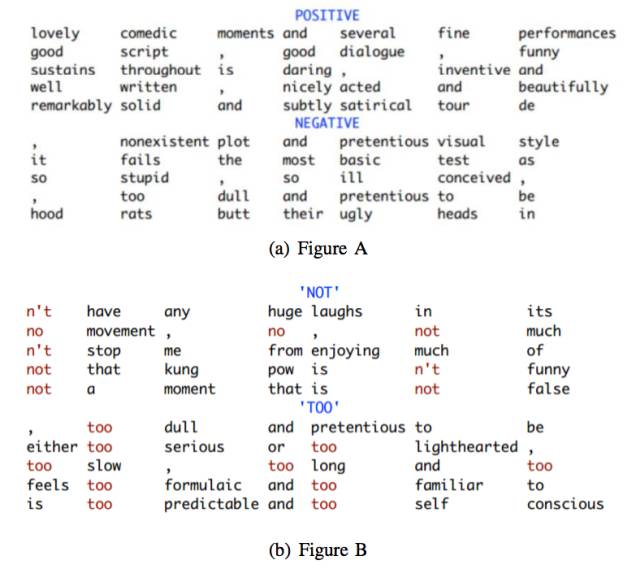 POSITIVE
lovely comedic moments and several fine performances
good script , good dialogue , funny
sustains throughout is daring , inventive and
well written , nicely acted and beautifully
remarkably solid and subtly satirical tour de
NEGATIVE
, nonexistent plot and pretentious visual style
it fails the most basic test as
so stupid , so ill conceived ,
, too dull and pretentious to be
hood rats butt their ugly heads in
(a) Figure A
'NOT'
n't have any huge laughs in its
no movement , no , not much
n't stop me from enjoying much of
not that kung pow is n't funny
not a moment that is not false
'TOO'
, too dull and pretentious to be
either too serious or too lighthearted ,
too slow , too long and too
feels too formulaic and too familiar to
is too predictable and too self conscious
(b) Figure B